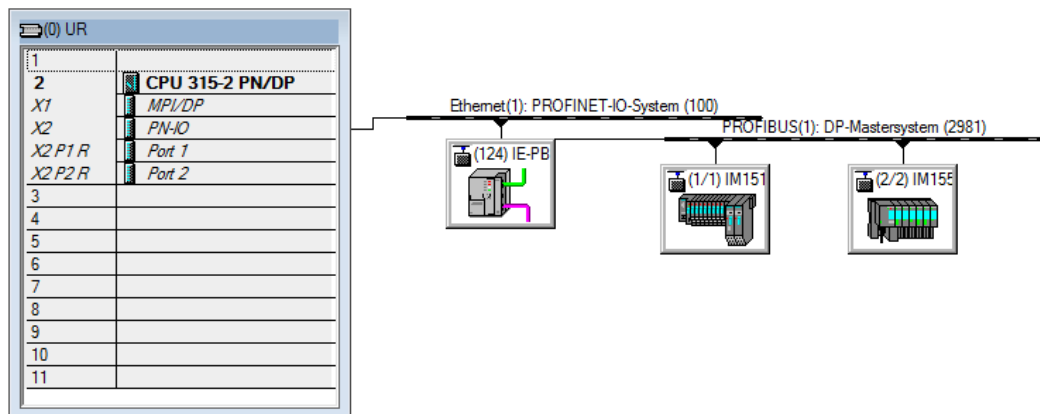 (0) UR
1
2 CPU 315-2 PN/DP
X1 MPI/DP
X2 PN-IO
X2 P1 R Port 1
X2 P2 R Port 2
3
4
5
6
7
8
9
10
11
Ethernet(1): PROFINET-IO-System (100)
(124) IE-PB
PROFIBUS(1): DP-Mastersystem (2981)
(1/1) IM151
(2/2) IM155